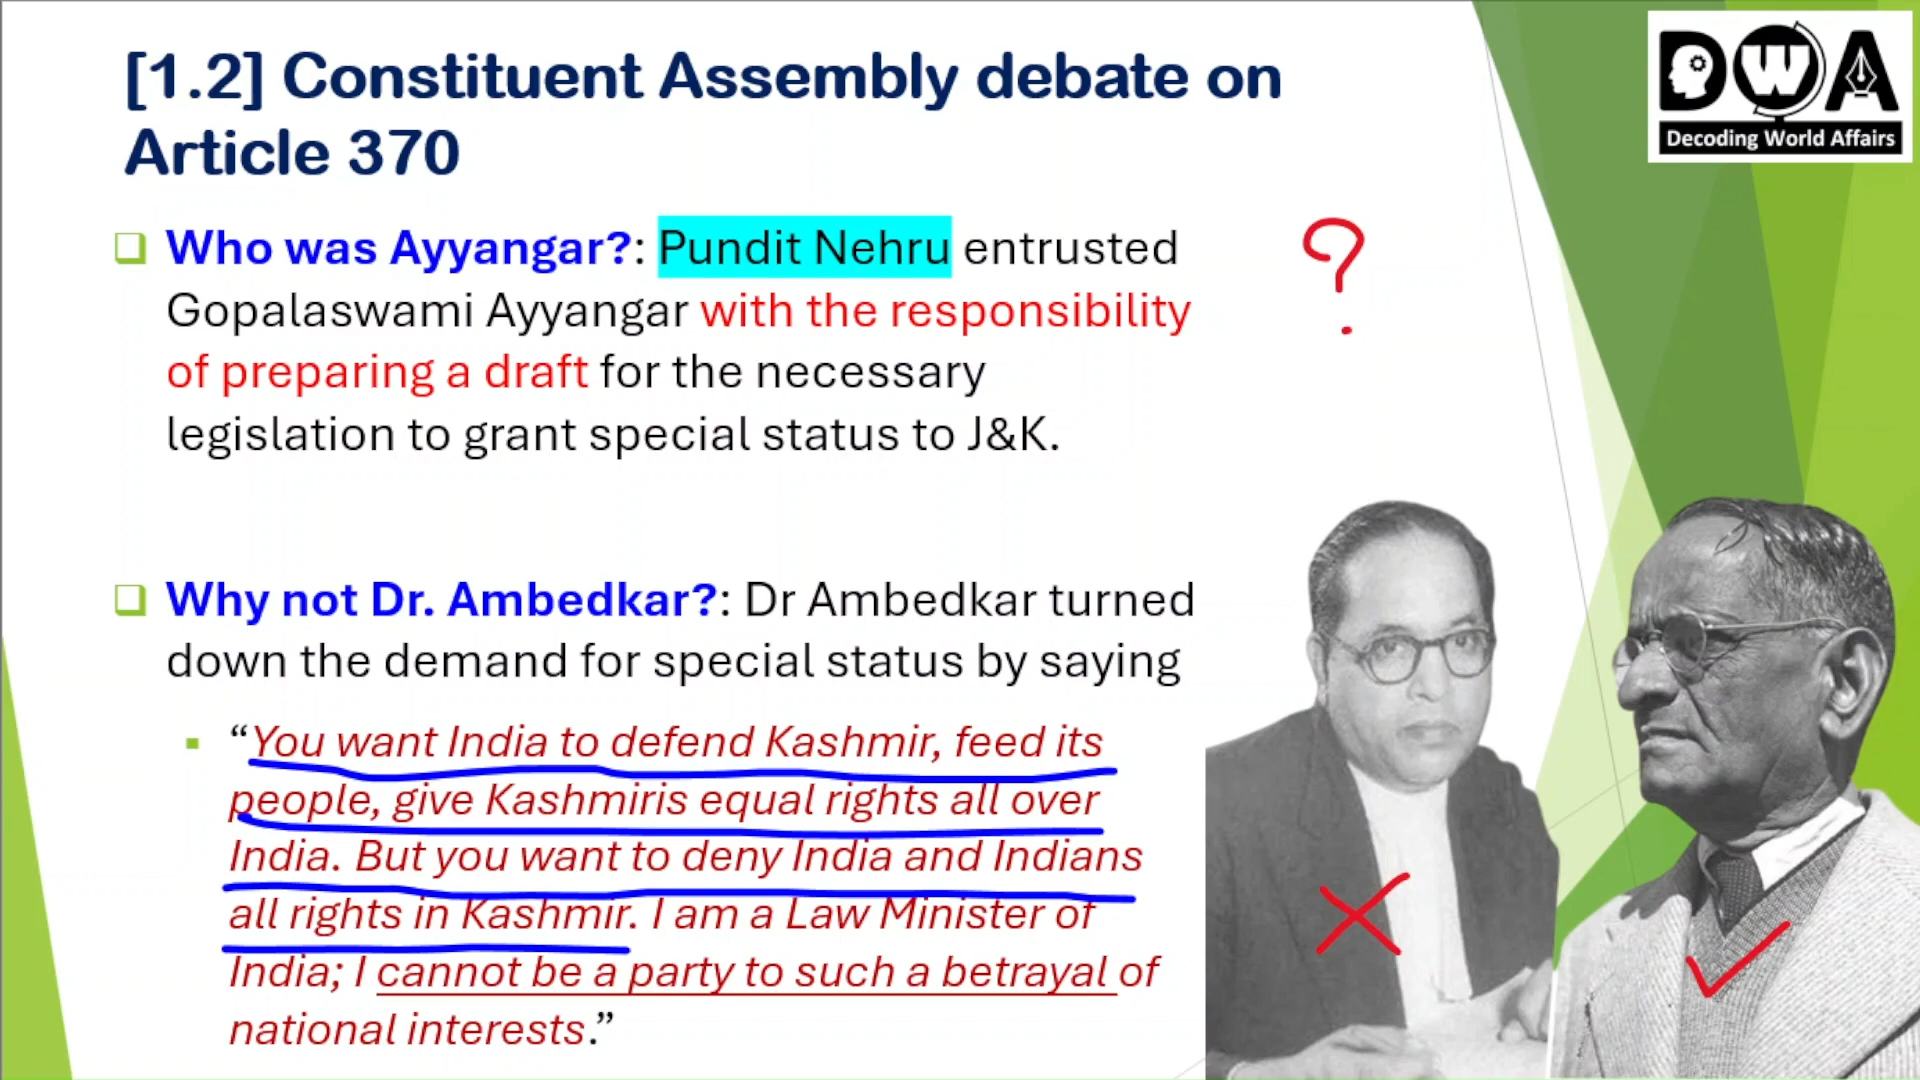 [1.2] Constituent Assembly debate on
Article 370
DWA
Decoding World Affairs
Who was Ayyangar?: Pundit Nehru entrusted
Gopalaswami Ayyangar with the responsibility
of preparing a draft for the necessary
legislation to grant special status to J&K.
?
Why not Dr. Ambedkar?: Dr Ambedkar turned
down the demand for special status by saying
“You want India to defend Kashmir, feed its
people, give Kashmiris equal rights all over
India. But you want to deny India and Indians
all rights in Kashmir. I am a Law Minister of
India; I cannot be a party to such a betrayal of
national interests.”